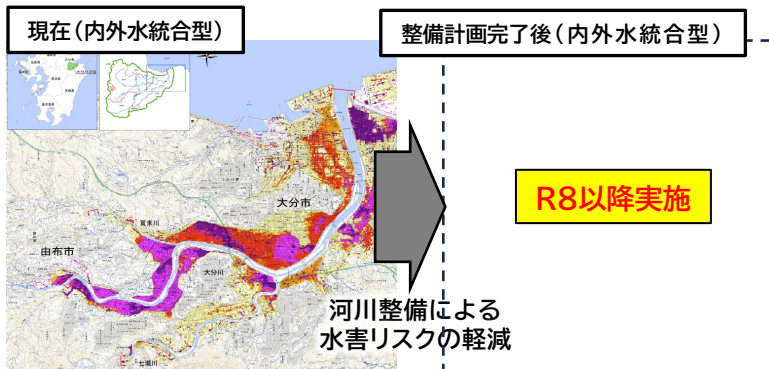 現在（内外水統合型）
整備計画完了後（内外水統合型）
大分市
賀来川
由布市
大分川
七瀬川
R8以降実施
河川整備による
水害リスクの軽減